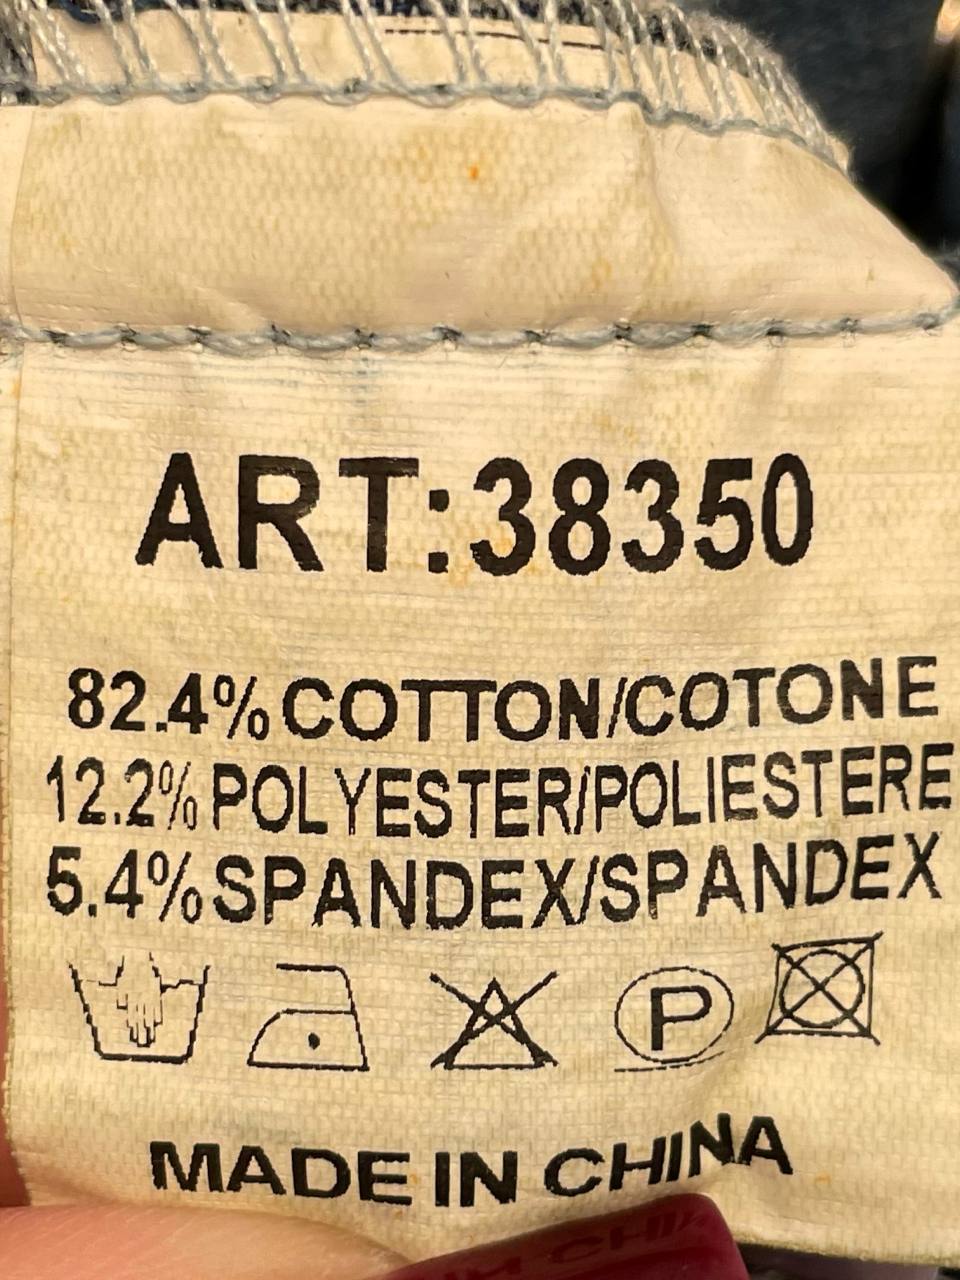 ART:38350
82.4%COTTON/COTONE
12.2%POLYESTER/POLIESTERE
5.4%SPANDEX/SPANDEX
P
MADE IN CHINA